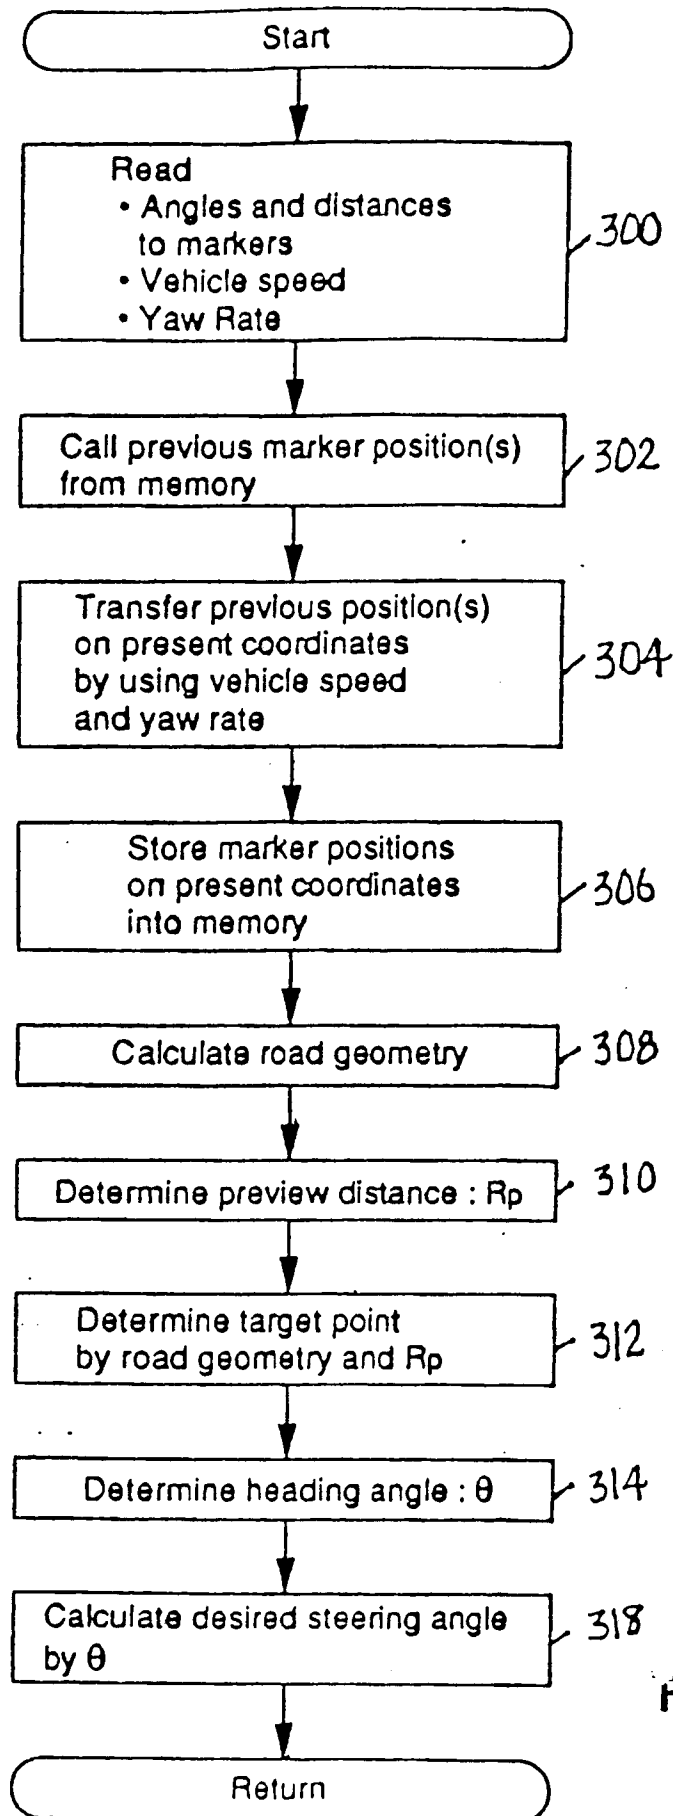 Start
Read
• Angles and distances
to markers
• Vehicle speed
• Yaw Rate
300
Call previous marker position(s)
from memory
302
Transfer previous position(s)
on present coordinates
by using vehicle speed
and yaw rate
304
Store marker positions
on present coordinates
into memory
306
Calculate road geometry
308
Determine preview distance : Rp
310
Determine target point
by road geometry and Rp
312
Determine heading angle : θ
314
Calculate desired steering angle
by θ
318
Return